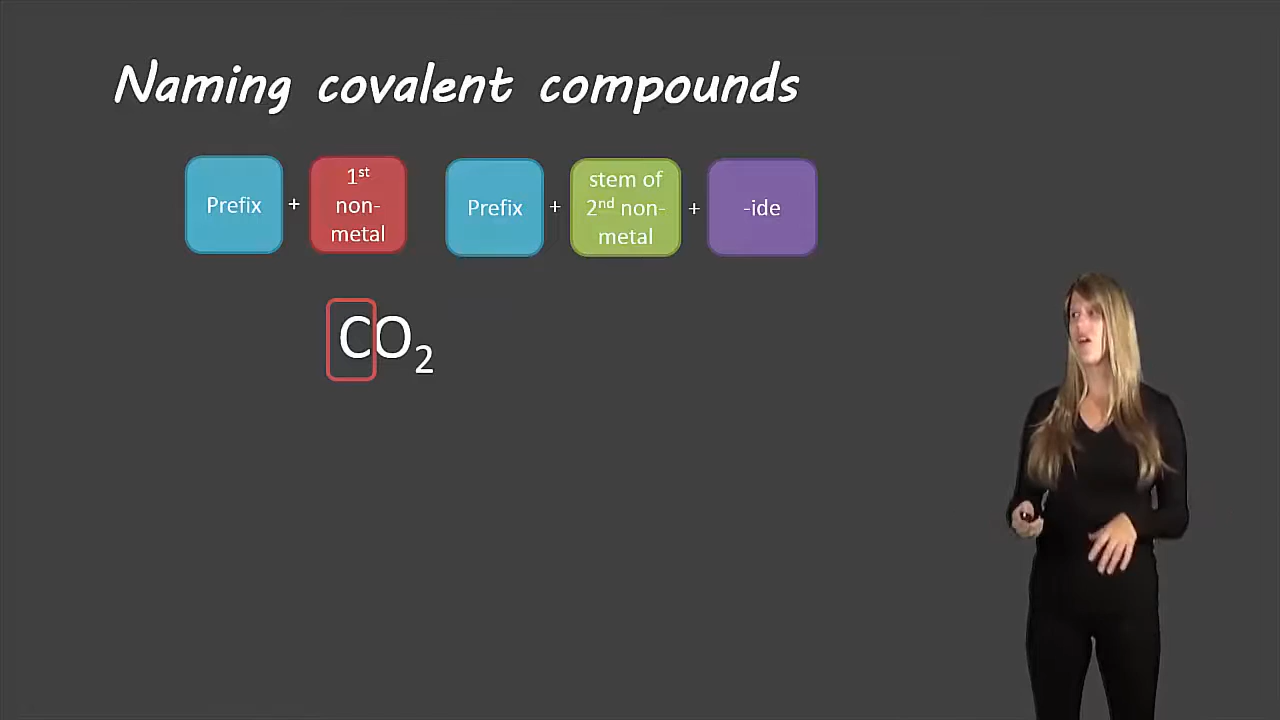 Naming covalent compounds
Prefix + 1st non-metal Prefix + stem of 2nd non-metal + -ide
CO2